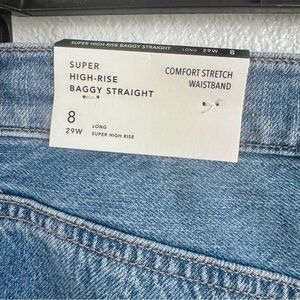 SUPER HIGH-RISE BAGGY STRAIGHT LONG 29W 8
SUPER
HIGH-RISE
BAGGY STRAIGHT
COMFORT STRETCH
WAISTBAND
8
29W
LONG
SUPER HIGH RISE